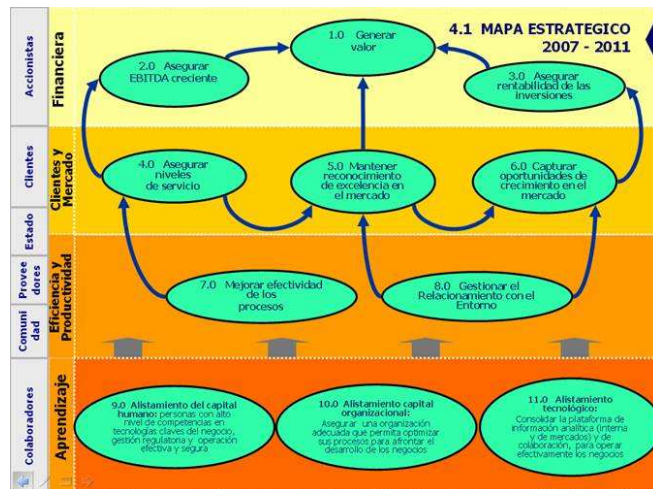 4.1 MAPA ESTRATEGICO
2007 - 2011
Accionistas
Financiera
1.0 Generar
valor
2.0 Asegurar
EBITDA creciente
3.0 Asegurar
rentabilidad de las
inversiones
Clientes
Estado
Clientes y
Mercado
4.0 Asegurar
niveles
de servicio
5.0 Mantener
reconocimiento
de excelencia en
el mercado
6.0 Capturar
oportunidades de
crecimiento en el
mercado
Provee
dores
Comuni
dad
Eficiencia y
Productividad
7.0 Mejorar efectividad
de los
procesos
8.0 Gestionar el
Relacionamiento con el
Entorno
Colaboradores
Aprendizaje
9.0 Alistamiento del capital
humano: personas con alto
nivel de competencias en
tecnologías claves del negocio,
gestión regulatoria y operación
efectiva y segura
10.0 Alistamiento capital
organizacional:
Asegurar una organización
adecuada que permita optimizar
sus procesos para afrontar el
desarrollo de los negocios
11.0 Alistamiento
tecnológico:
Consolidar la plataforma de
información analítica (interna
y de mercados) y de
colaboración, para operar
efectivamente los negocios